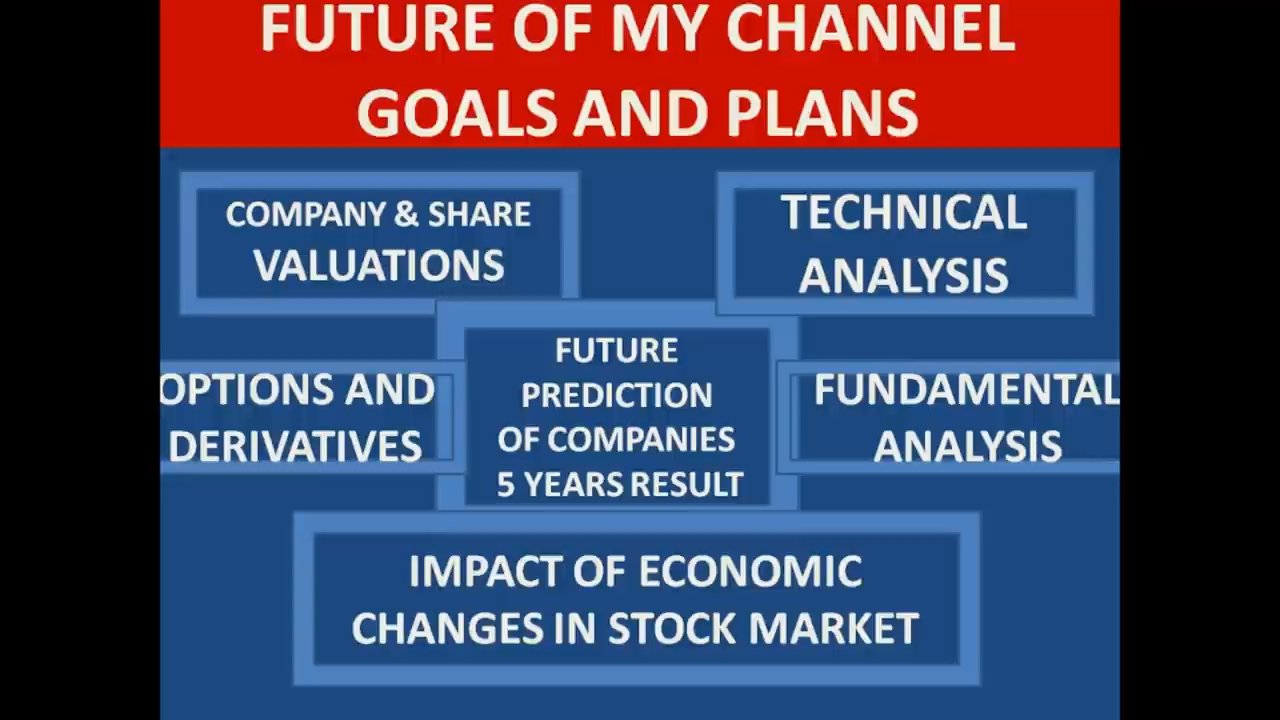 FUTURE OF MY CHANNEL
GOALS AND PLANS
COMPANY & SHARE
VALUATIONS
TECHNICAL
ANALYSIS
FUTURE
PREDICTION
OF COMPANIES
5 YEARS RESULT
OPTIONS AND
DERIVATIVES
FUNDAMENTAL
ANALYSIS
IMPACT OF ECONOMIC
CHANGES IN STOCK MARKET